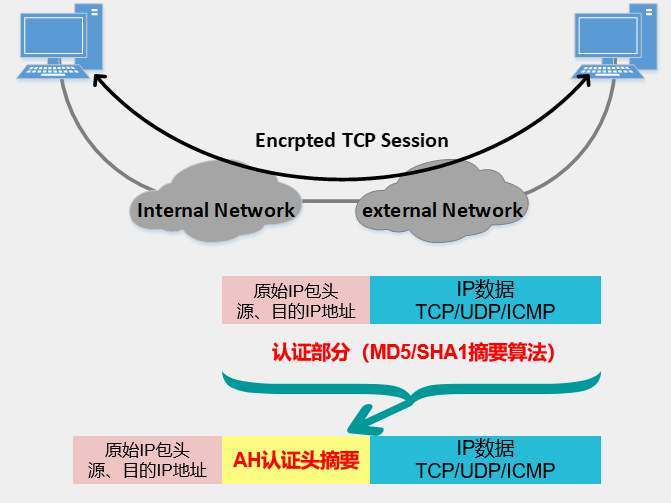 Encrpted TCP Session
Internal Network
external Network
原始IP包头
源、目的IP地址
IP数据
TCP/UDP/ICMP
认证部分（MD5/SHA1摘要算法）
原始IP包头
源、目的IP地址
AH认证头摘要
IP数据
TCP/UDP/ICMP